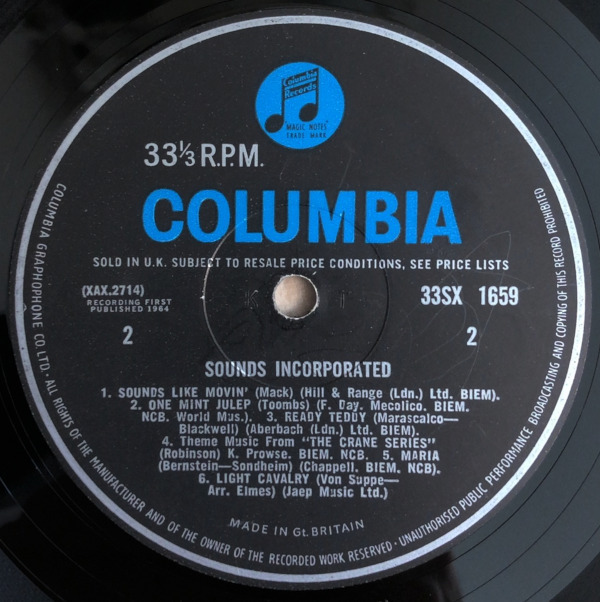 Columbia
Records
MAGIC NOTES
TRADE MARK
33⅓ R.P.M.
COLUMBIA
SOLD IN U.K. SUBJECT TO RESALE PRICE CONDITIONS, SEE PRICE LISTS
(XAX.2714)
RECORDING FIRST
PUBLISHED 1964
33SX 1659
2
2
SOUNDS INCORPORATED
1. SOUNDS LIKE MOVIN' (Mack) (Hill & Range (Ldn.) Ltd. BIEM).
2. ONE MINT JULEP (Toombs) (F. Day. Mecolico. BIEM.
NCB. World Mus.). 3. READY TEDDY (Marascalco—
Blackwell) (Aberbach (Ldn.) Ltd. BIEM).
4. Theme Music From "THE CRANE SERIES"
(Robinson) K. Prowse. BIEM. NCB. 5. MARIA
(Bernstein—Sondheim) (Chappell. BIEM. NCB).
6. LIGHT CAVALRY (Von Suppe—
Arr. Elmes) (Jaep Music Ltd.)
MADE IN Gt. BRITAIN
COLUMBIA GRAPHOPHONE CO. LTD. · ALL RIGHTS OF THE MANUFACTURER AND OF THE OWNER OF THE RECORDED WORK RESERVED · UNAUTHORISED PUBLIC PERFORMANCE BROADCASTING AND COPYING OF THIS RECORD PROHIBITED